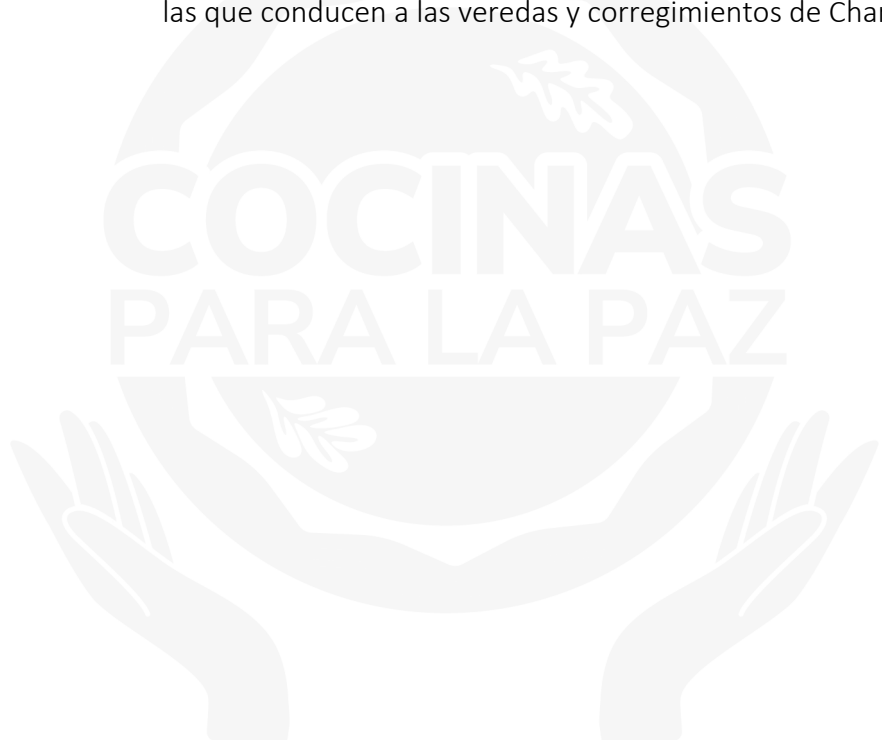 las que conducen a las veredas y corregimientos de
COCINAS
PARA LA PAZ